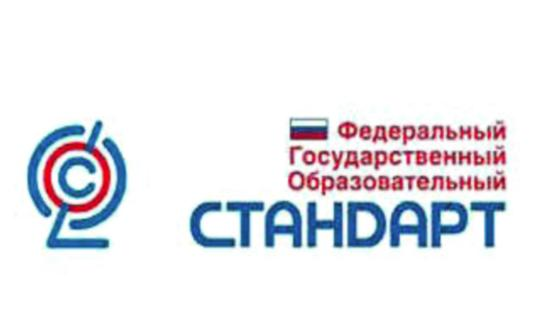 Федеральный
Государственный
Образовательный
СТАНДАРТ